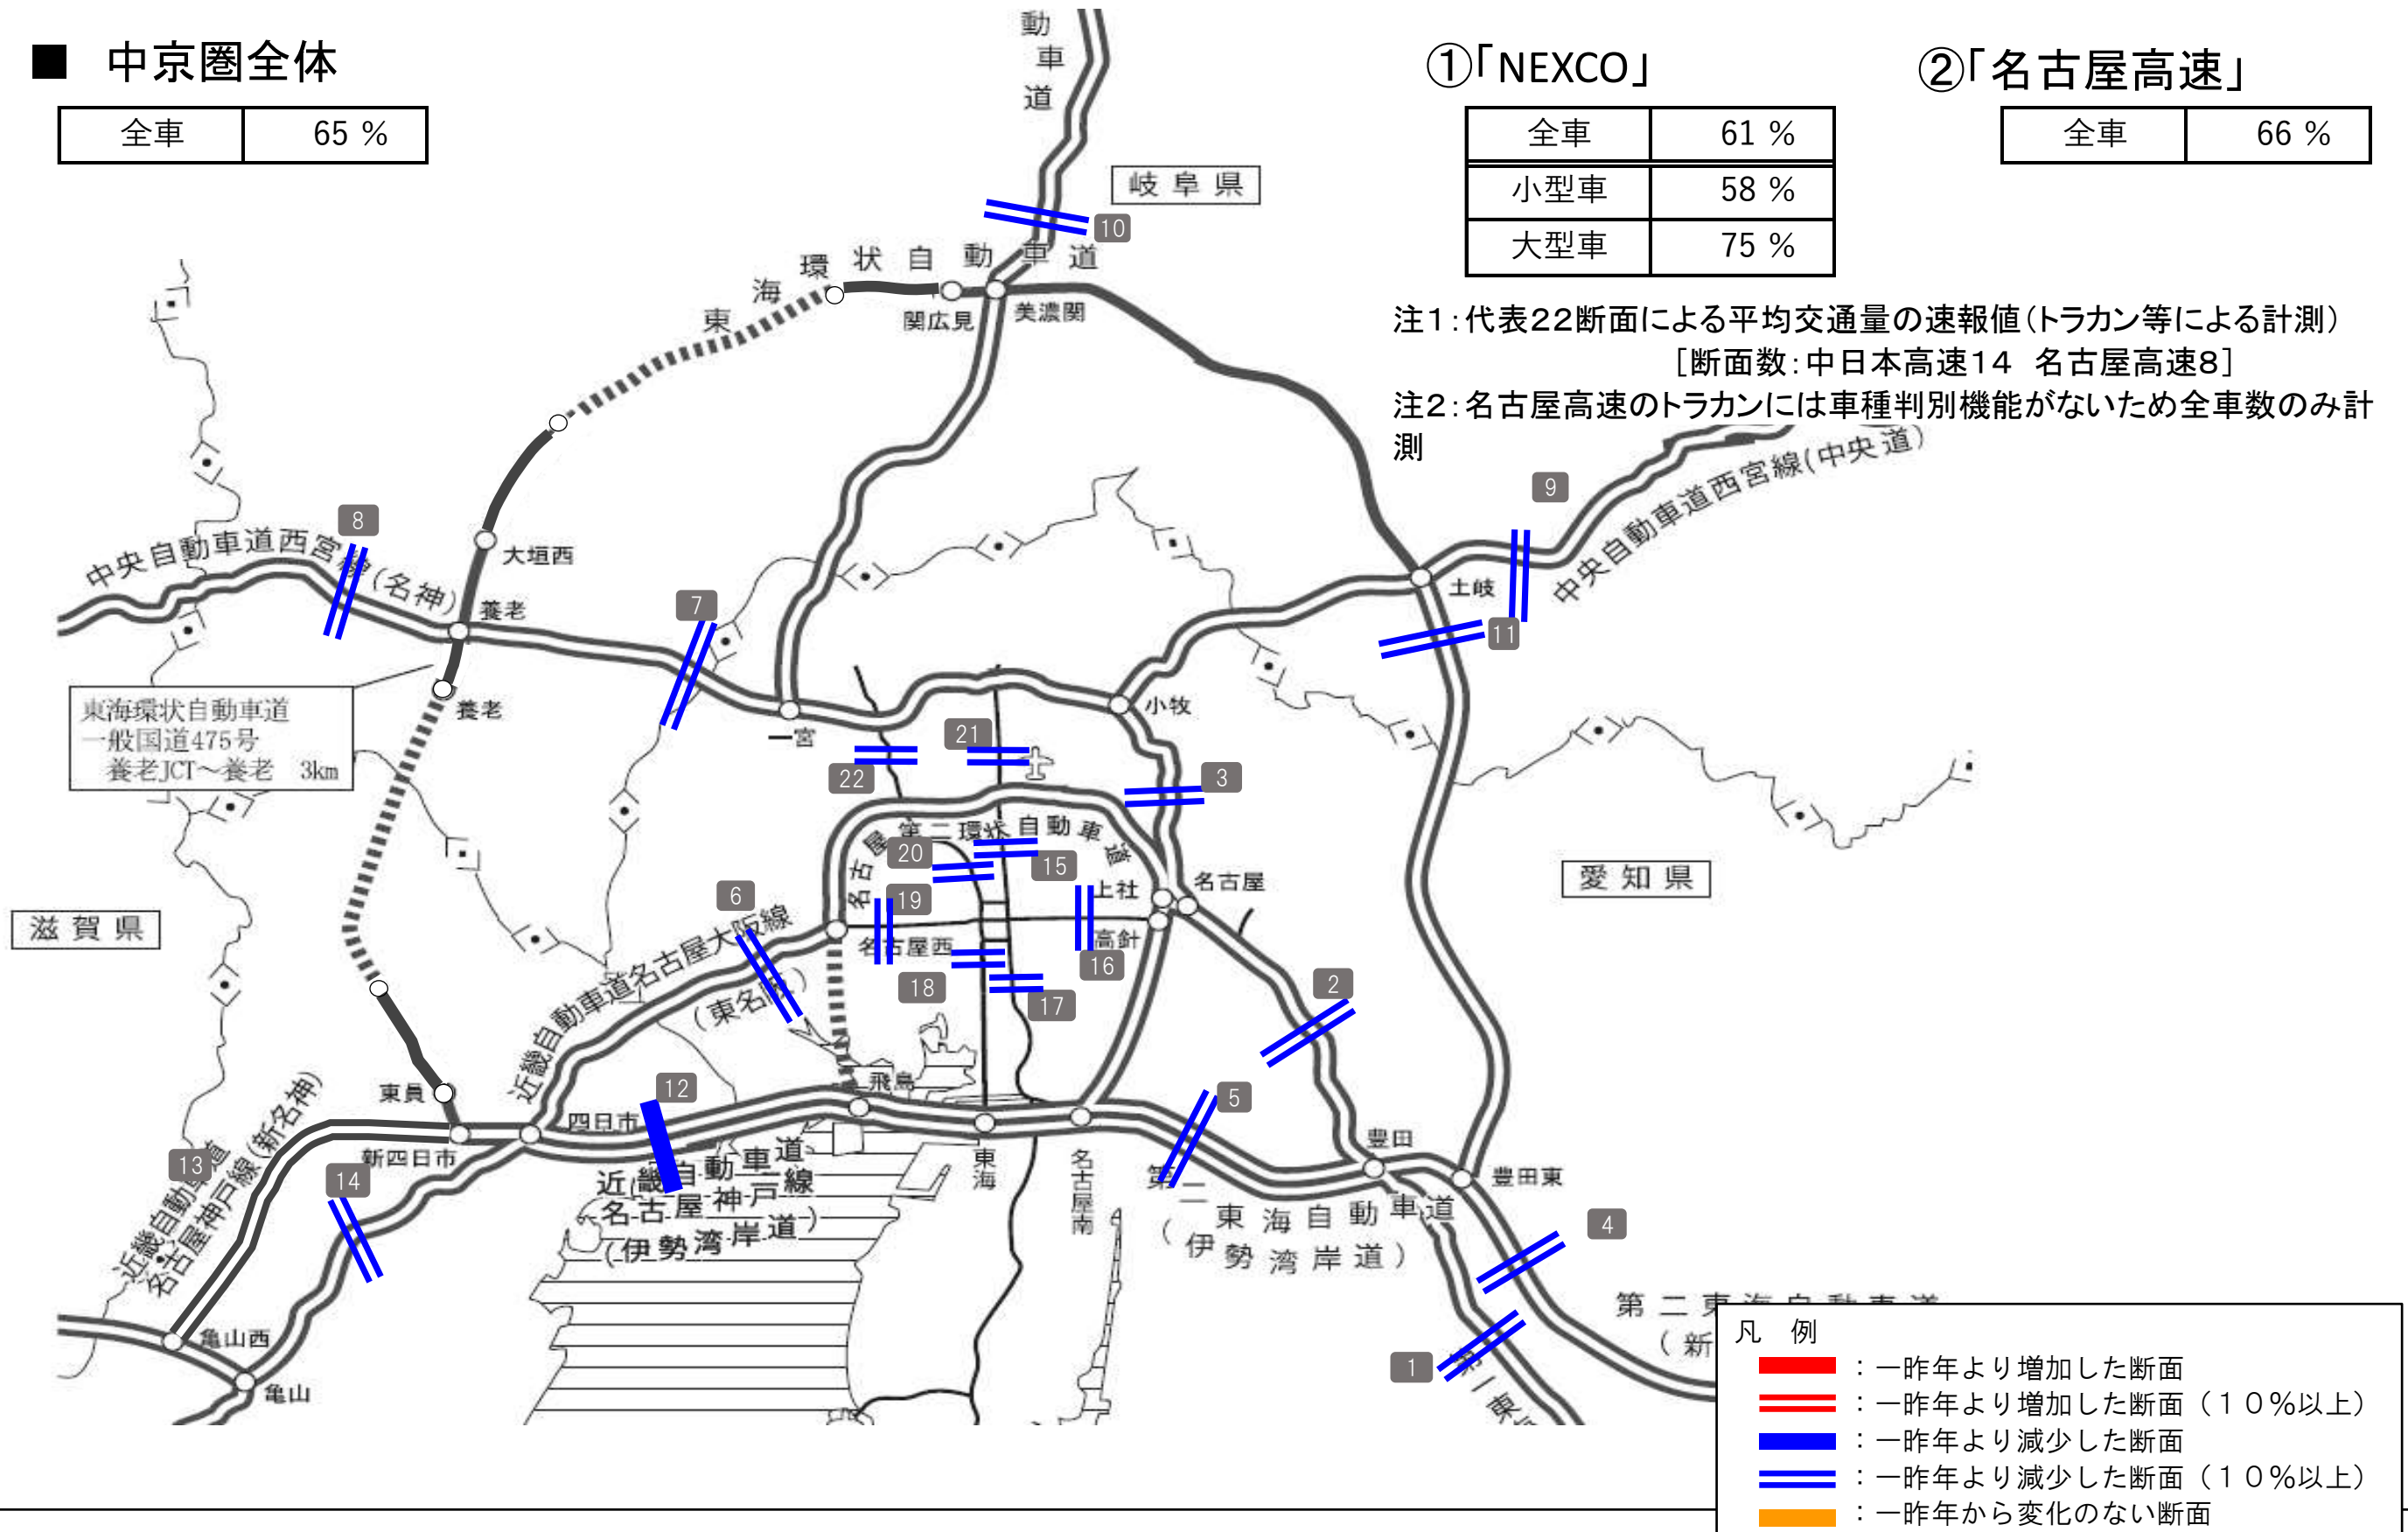 ■ 中京圏全体
全車 65 %
①「NEXCO」
全車 61 %
小型車 58 %
大型車 75 %
②「名古屋高速」
全車 66 %
注1：代表22断面による平均交通量の速報値（トラカン等による計測）
［断面数：中日本高速14 名古屋高速8］
注2：名古屋高速のトラカンには車種判別機能がないため全車数のみ計
測
動車道
岐阜県
10
東海環状自動車道
関広見
美濃関
9
中央自動車道西宮線(中央道)
8
中央自動車道西宮線(名神)
大垣西
養老
7
土岐
11
養老
東海環状自動車道
一般国道475号
養老JCT～養老 3km
一宮
小牧
21
22
3
名古屋第二環状自動車道
20
15
上社
名古屋
愛知県
19
6
滋賀県
名古屋西
高針
16
近畿自動車道名古屋大阪線
(東名阪)
18
17
2
東員
12
飛島
5
四日市
新四日市
13
近畿自動車道
名古屋神戸線(新名神)
14
近畿自動車道
名古屋神戸線
(伊勢湾岸道)
東海
名古屋南
豊田
豊田東
第二東海自動車道
(伊勢湾岸道)
4
亀山西
亀山
1
第一東
第二東海自動車道
(新
凡 例
：一昨年より増加した断面
：一昨年より増加した断面（１０％以上）
：一昨年より減少した断面
：一昨年より減少した断面（１０％以上）
：一昨年から変化のない断面